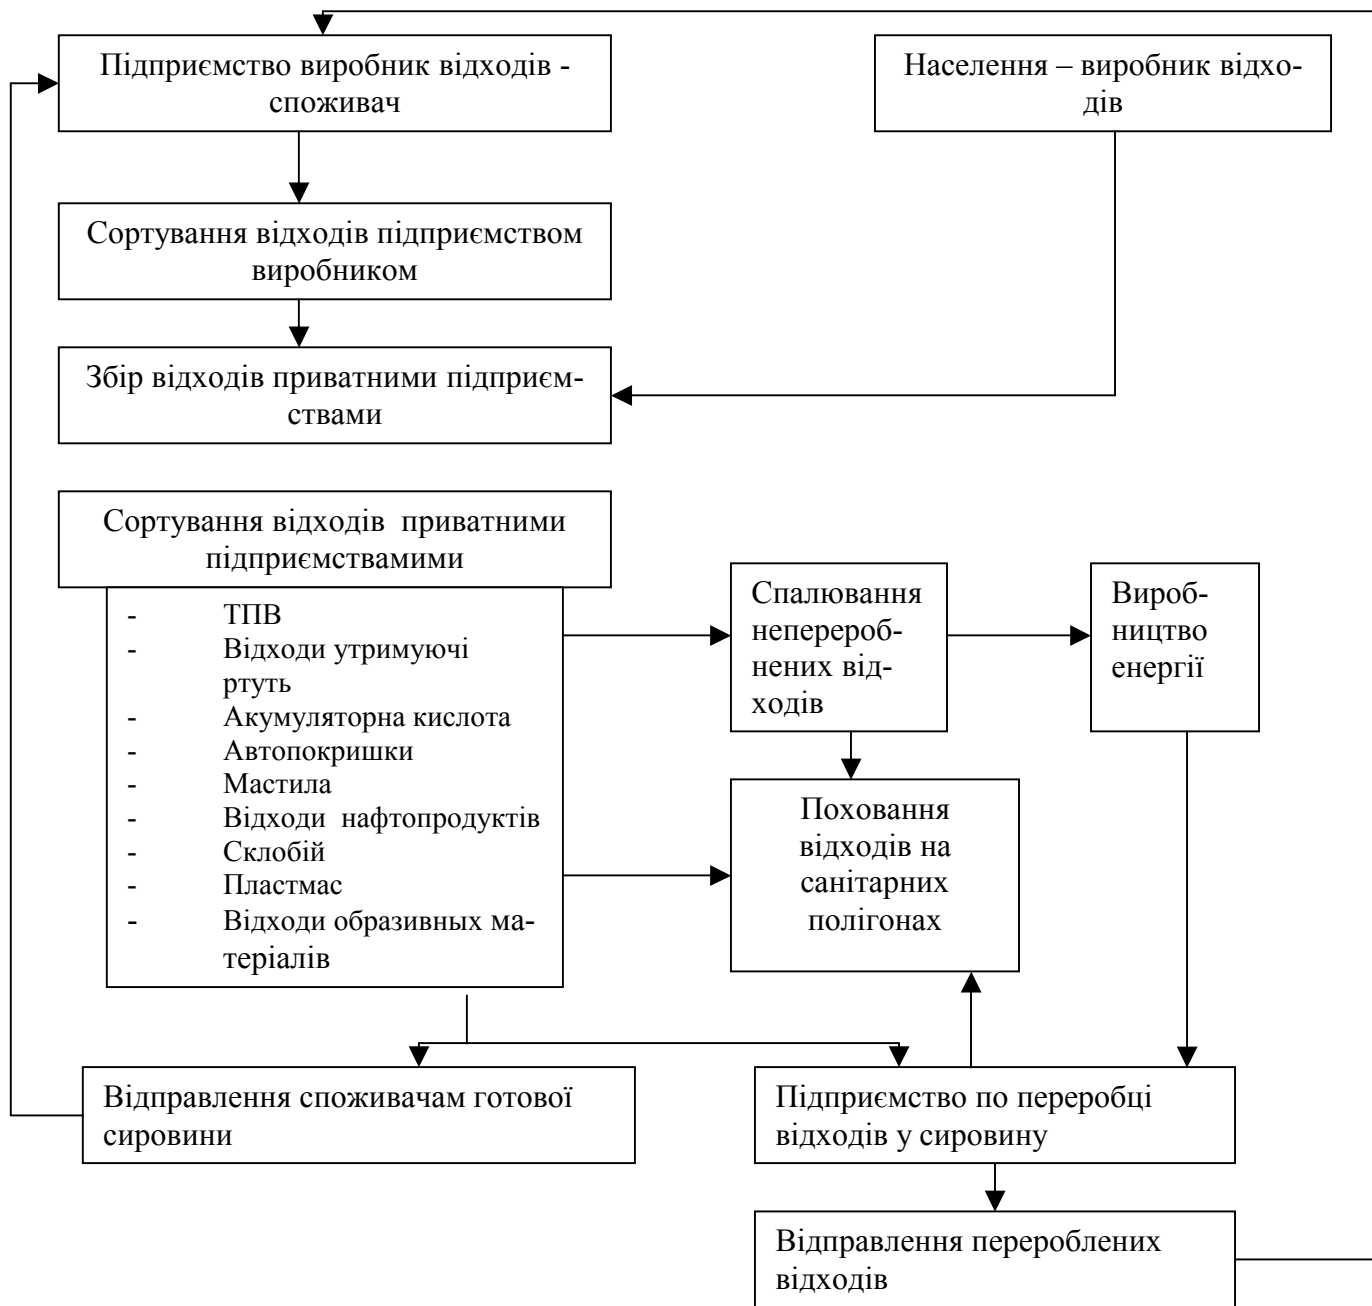 Підприємство виробник відходів -
споживач
Населення – виробник відхо-
дів
Сортування відходів підприємством
виробником
Збір відходів приватними підприєм-
ствами
Сортування відходів приватними
підприємствамими
- ТПВ
- Відходи утримуючі
ртуть
- Акумуляторна кислота
- Автопокришки
- Мастила
- Відходи нафтопродуктів
- Склобій
- Пластмас
- Відходи образивных ма-
теріалів
Спалювання
неперероб-
нених від-
ходів
Вироб-
ництво
енергії
Поховання
відходів на
санітарних
полігонах
Відправлення споживачам готової
сировини
Підприємство по переробці
відходів у сировину
Відправлення перероблених
відходів